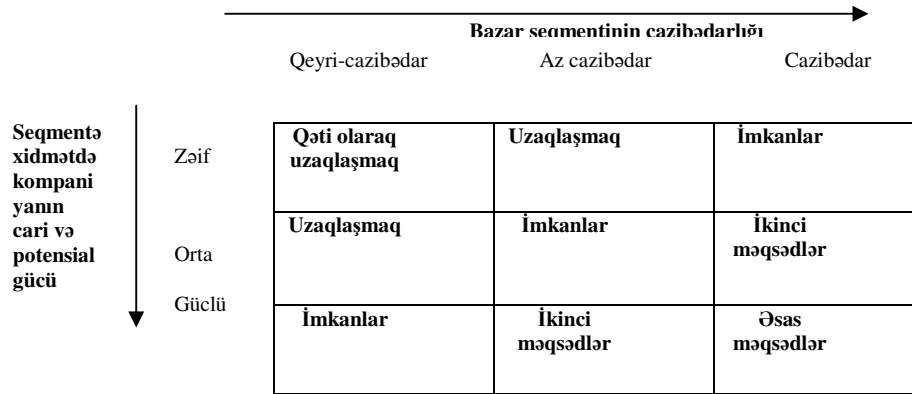 Bazar seqmentinin cazibədarlığı
Qeyri-cazibədar Az cazibədar Cazibədar
Seqmentə
xidmətdə
kompani
yanın
cari və
potensial
gücü
Zəif
Qəti olaraq
uzaqlaşmaq
Uzaqlaşmaq
İmkanlar
Orta
Uzaqlaşmaq
İmkanlar
İkinci
məqsədlər
Güclü
İmkanlar
İkinci
məqsədlər
Əsas
məqsədlər